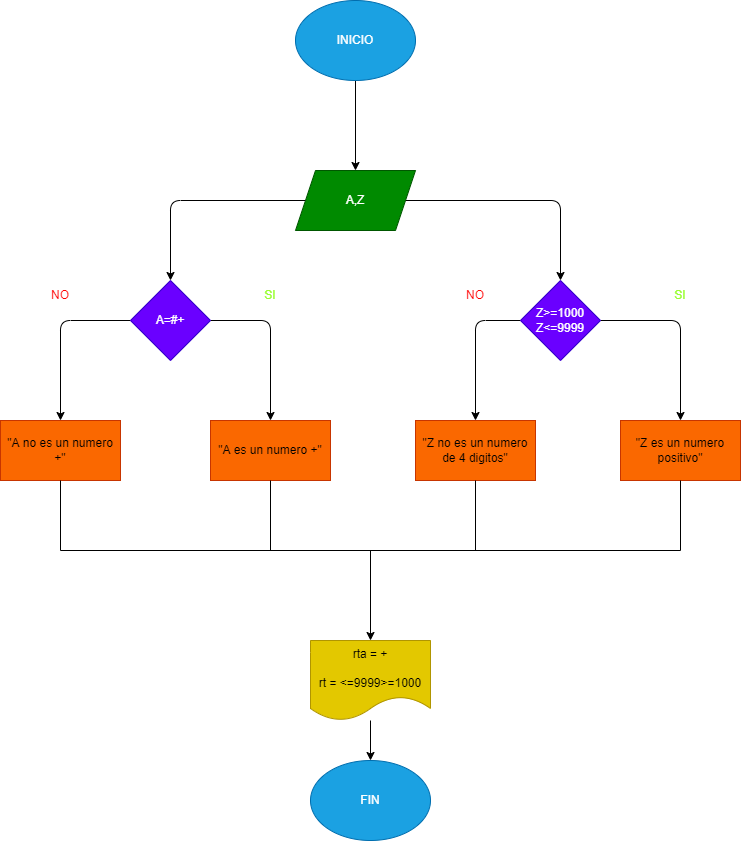 INICIO
A,Z
NO
SI
NO
SI
A=#+
Z>=1000
Z<=9999
"A no es un numero
+"
"A es un numero +"
"Z no es un numero
de 4 digitos"
"Z es un numero
positivo"
rta = +
rt = <=9999>=1000
FIN